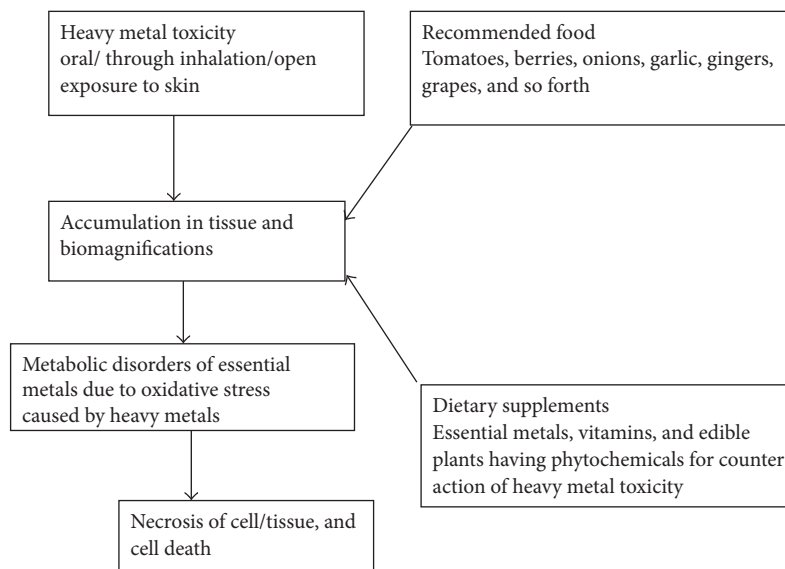 Heavy metal toxicity
oral/ through inhalation/open
exposure to skin
Recommended food
Tomatoes, berries, onions, garlic, gingers,
grapes, and so forth
Accumulation in tissue and
biomagnifications
Metabolic disorders of essential
metals due to oxidative stress
caused by heavy metals
Dietary supplements
Essential metals, vitamins, and edible
plants having phytochemicals for counter
action of heavy metal toxicity
Necrosis of cell/tissue, and
cell death